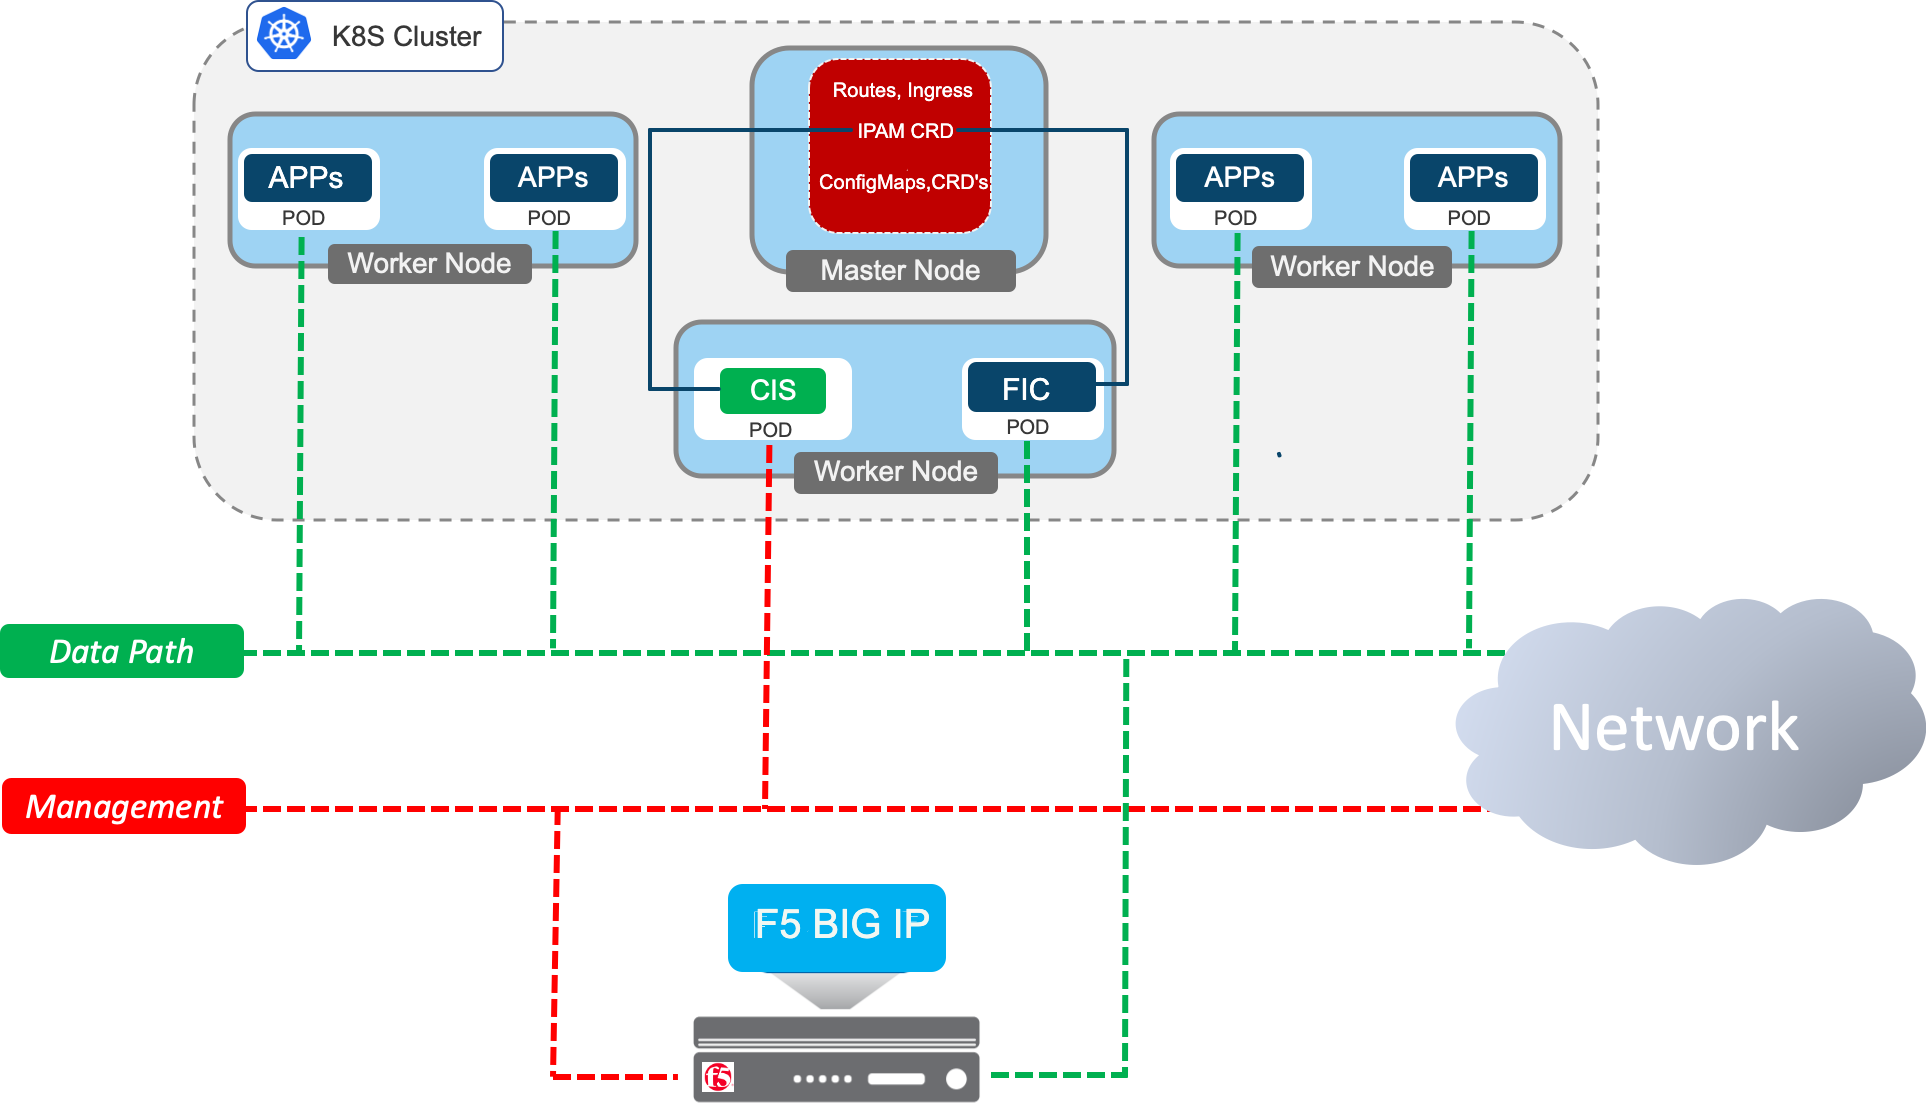 K8S Cluster
Routes, Ingress
IPAM CRD
ConfigMaps,CRD's
Master Node
APPs
POD
APPs
POD
Worker Node
APPs
POD
APPs
POD
Worker Node
CIS
POD
FIC
POD
Worker Node
Data Path
Network
Management
F5 BIG IP
f5